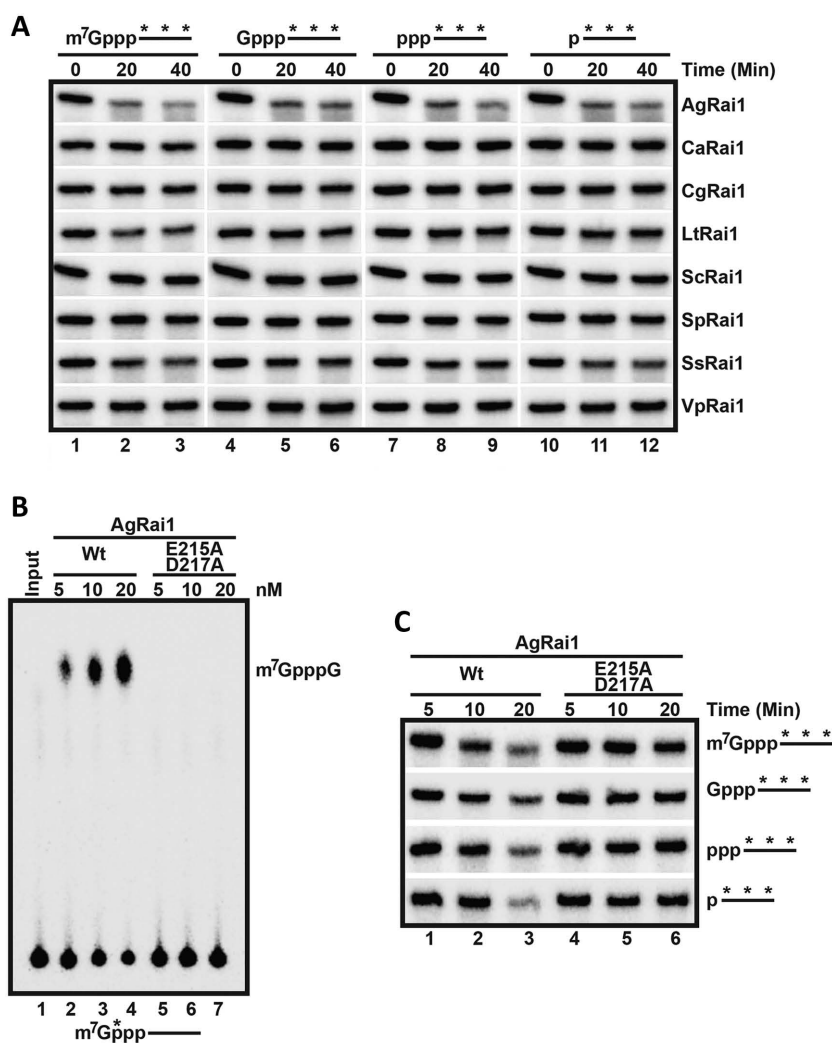 A
m⁷Gppp * * * Gppp * * * ppp * * * p * * *
0 20 40 0 20 40 0 20 40 0 20 40 Time (Min)
AgRai1
CaRai1
CgRai1
LtRai1
ScRai1
SpRai1
SsRai1
VpRai1
1 2 3 4 5 6 7 8 9 10 11 12
B
AgRai1
Input Wt E215A
D217A
5 10 20 5 10 20 nM
m⁷GpppG
1 2 3 4 5 6 7
*
m⁷Gppp
C
AgRai1
Wt E215A
D217A
5 10 20 5 10 20 Time (Min)
m⁷Gppp * * *
Gppp * * *
ppp * * *
p * * *
1 2 3 4 5 6